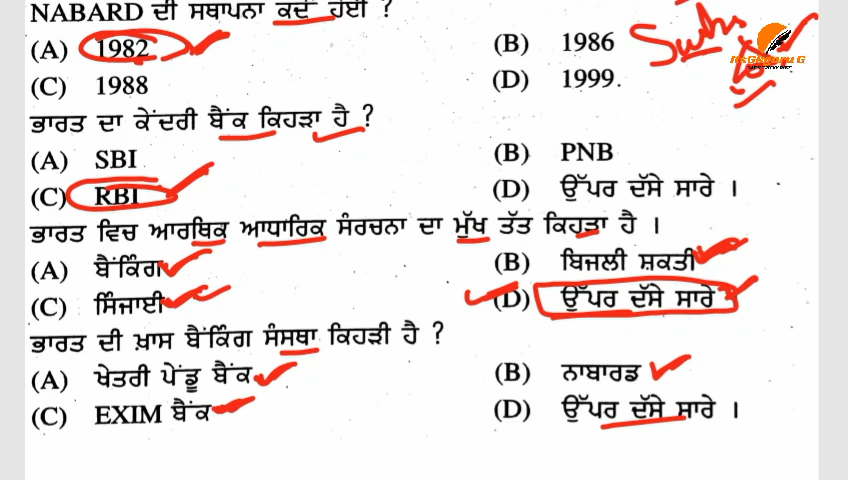 NABARD ਦੀ ਸਥਾਪਨਾ ਕਦੋਂ ਹੋਈ ?
(A) 1982 (B) 1986
(C) 1988 (D) 1999.
ਭਾਰਤ ਦਾ ਕੇਂਦਰੀ ਬੈਂਕ ਕਿਹੜਾ ਹੈ ?
(A) SBI (B) PNB
(C) RBI (D) ਉੱਪਰ ਦੱਸੇ ਸਾਰੇ ।
ਭਾਰਤ ਵਿਚ ਆਰਥਿਕ ਆਧਾਰਿਕ ਸੰਰਚਨਾ ਦਾ ਮੁੱਖ ਤੱਤ ਕਿਹੜਾ ਹੈ ।
(A) ਬੈਂਕਿੰਗ (B) ਬਿਜਲੀ ਸ਼ਕਤੀ
(C) ਸਿੰਜਾਈ (D) ਉੱਪਰ ਦੱਸੇ ਸਾਰੇ
ਭਾਰਤ ਦੀ ਖ਼ਾਸ ਬੈਂਕਿੰਗ ਸੰਸਥਾ ਕਿਹੜੀ ਹੈ ?
(A) ਖੇਤਰੀ ਪੇਂਡੂ ਬੈਂਕ (B) ਨਾਬਾਰਡ
(C) EXIM ਬੈਂਕ (D) ਉੱਪਰ ਦੱਸੇ ਸਾਰੇ ।